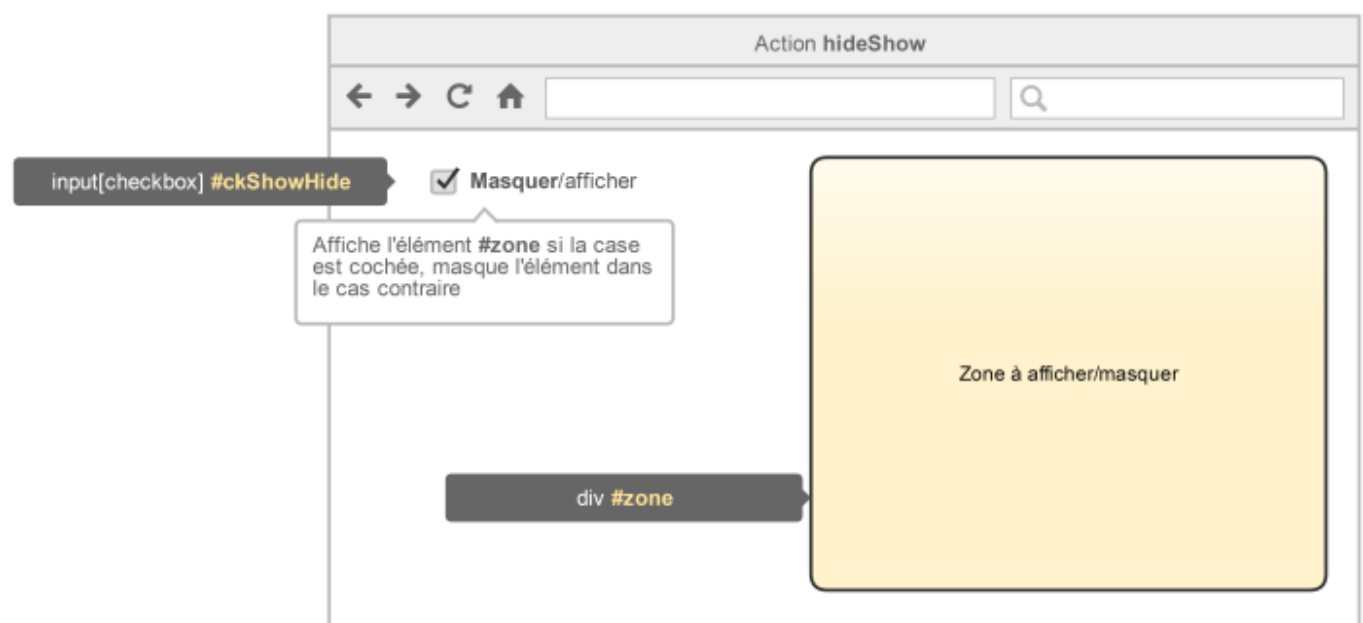 Action hideShow
input[checkbox] #ckShowHide
Masquer/afficher
Affiche l'élément #zone si la case
est cochée, masque l'élément dans
le cas contraire
Zone à afficher/masquer
div #zone